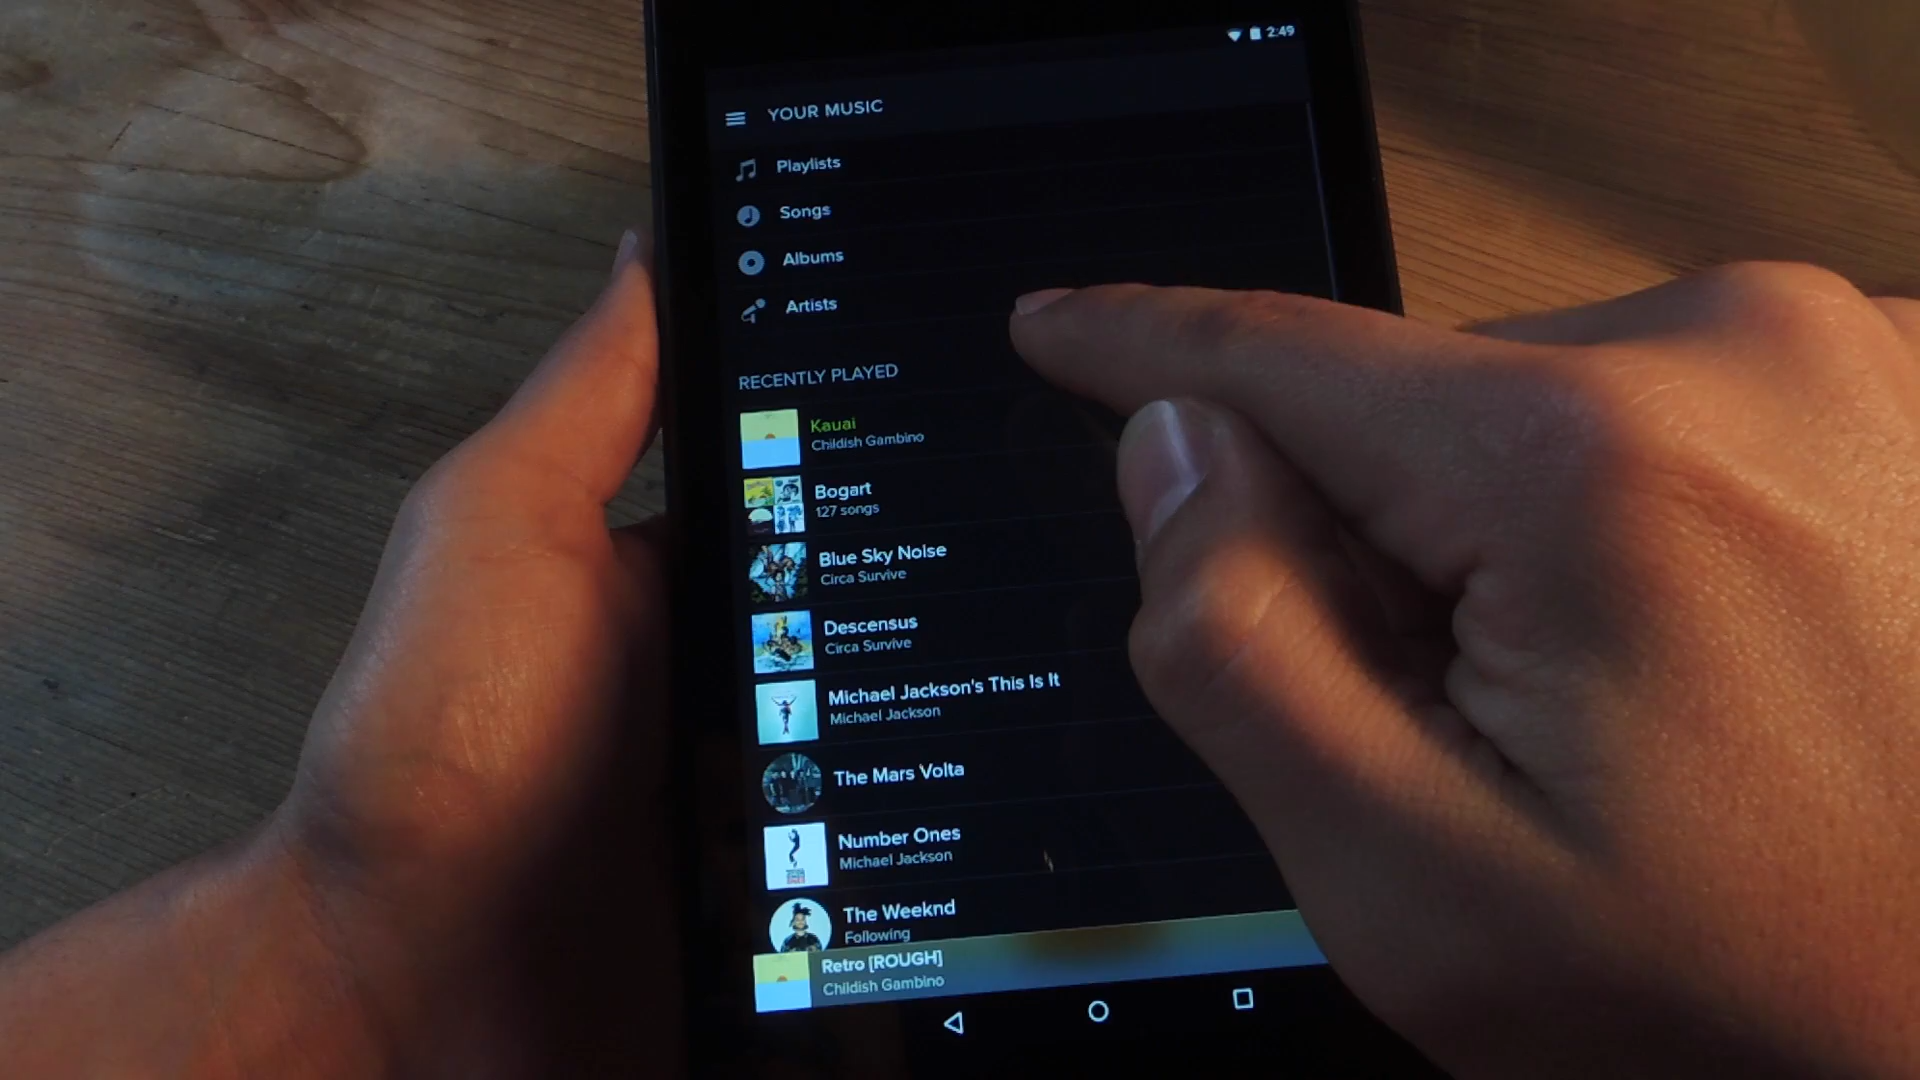 2:49
YOUR MUSIC
Playlists
Songs
Albums
Artists
RECENTLY PLAYED
Kauai
Childish Gambino
Bogart
127 songs
Blue Sky Noise
Circa Survive
Descensus
Circa Survive
Michael Jackson's This Is It
Michael Jackson
The Mars Volta
Number Ones
Michael Jackson
The Weeknd
Following
Retro [ROUGH]
Childish Gambino